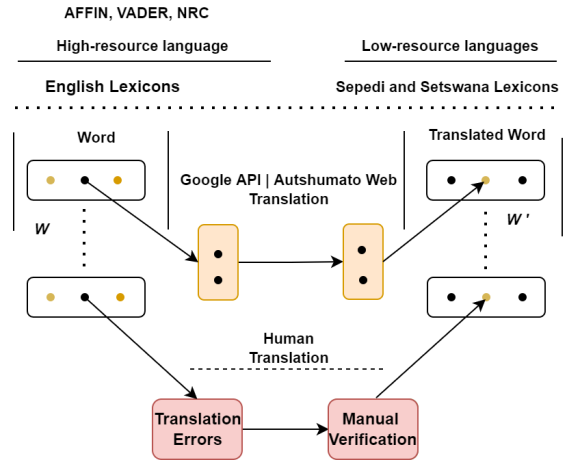 AFFIN, VADER, NRC
High-resource language
Low-resource languages
English Lexicons
Sepedi and Setswana Lexicons
Word
Translated Word
Google API | Autshumato Web
Translation
W
W '
Human
Translation
Translation
Errors
Manual
Verification